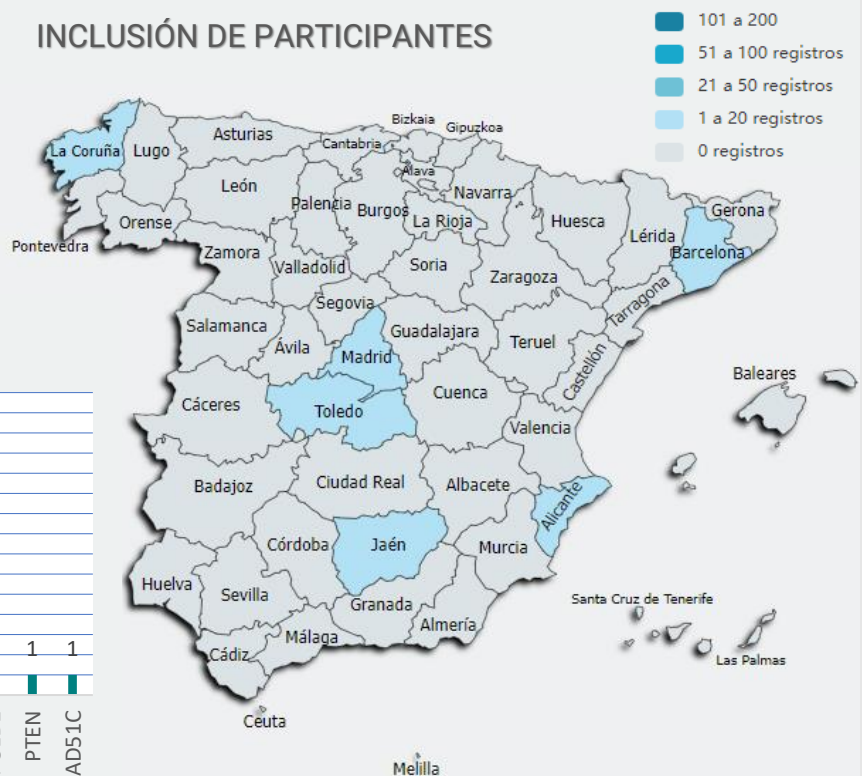 INCLUSIÓN DE PARTICIPANTES
101 a 200
51 a 100 registros
21 a 50 registros
1 a 20 registros
0 registros
La Coruña
Lugo
Asturias
Cantabria
Bizkaia
Gipuzkoa
Álava
Navarra
León
Palencia
Burgos
La Rioja
Huesca
Lérida
Gerona
Barcelona
Pontevedra
Orense
Zamora
Valladolid
Soria
Zaragoza
Tarragona
Segovia
Salamanca
Ávila
Madrid
Guadalajara
Teruel
Castellón
Baleares
Cáceres
Toledo
Cuenca
Valencia
Badajoz
Ciudad Real
Albacete
Alicante
Córdoba
Jaén
Murcia
Huelva
Sevilla
Granada
Almería
Cádiz
Málaga
Santa Cruz de Tenerife
Las Palmas
Ceuta
Melilla
1
1
PTEN
AD51C